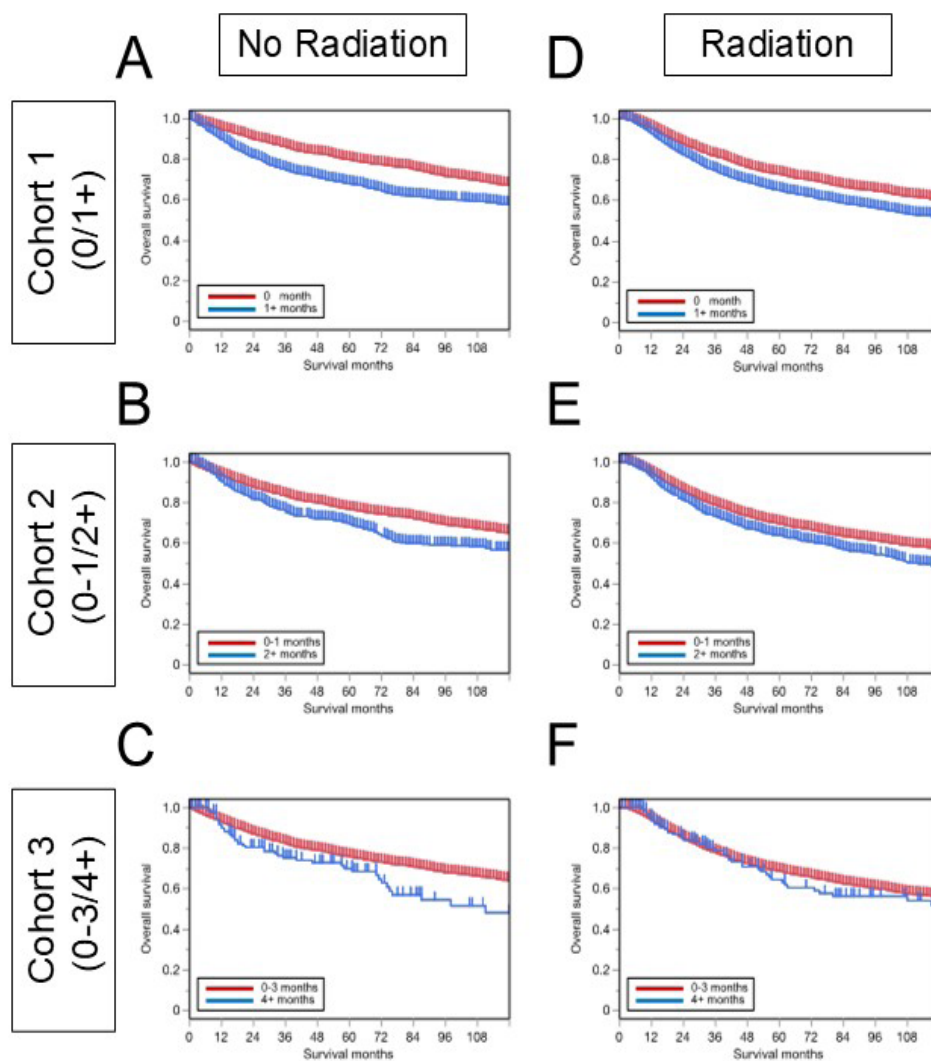 A
No Radiation
D
Radiation
Cohort 1
(0/1+)
Overall survival
1.0
0.8
0.6
0.4
0.2
0
0 month
1+ months
0 12 24 36 48 60 72 84 96 108
Survival months
Overall survival
1.0
0.8
0.6
0.4
0.2
0
0 month
1+ months
0 12 24 36 48 60 72 84 96 108
Survival months
B
E
Cohort 2
(0-1/2+)
Overall survival
1.0
0.8
0.6
0.4
0.2
0
0-1 months
2+ months
0 12 24 36 48 60 72 84 96 108
Survival months
Overall survival
1.0
0.8
0.6
0.4
0.2
0
0-1 months
2+ months
0 12 24 36 48 60 72 84 96 108
Survival months
C
F
Cohort 3
(0-3/4+)
Overall survival
1.0
0.8
0.6
0.4
0.2
0
0-3 months
4+ months
0 12 24 36 48 60 72 84 96 108
Survival months
Overall survival
1.0
0.8
0.6
0.4
0.2
0
0-3 months
4+ months
0 12 24 36 48 60 72 84 96 108
Survival months